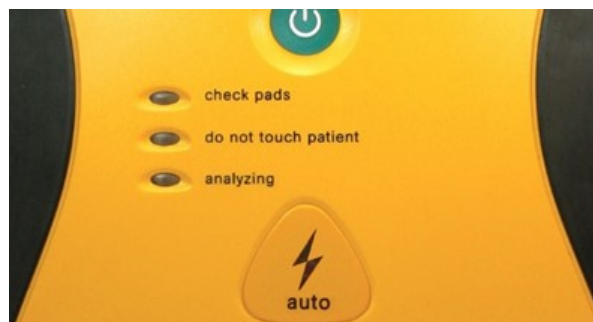 check pads
do not touch patient
analyzing
auto